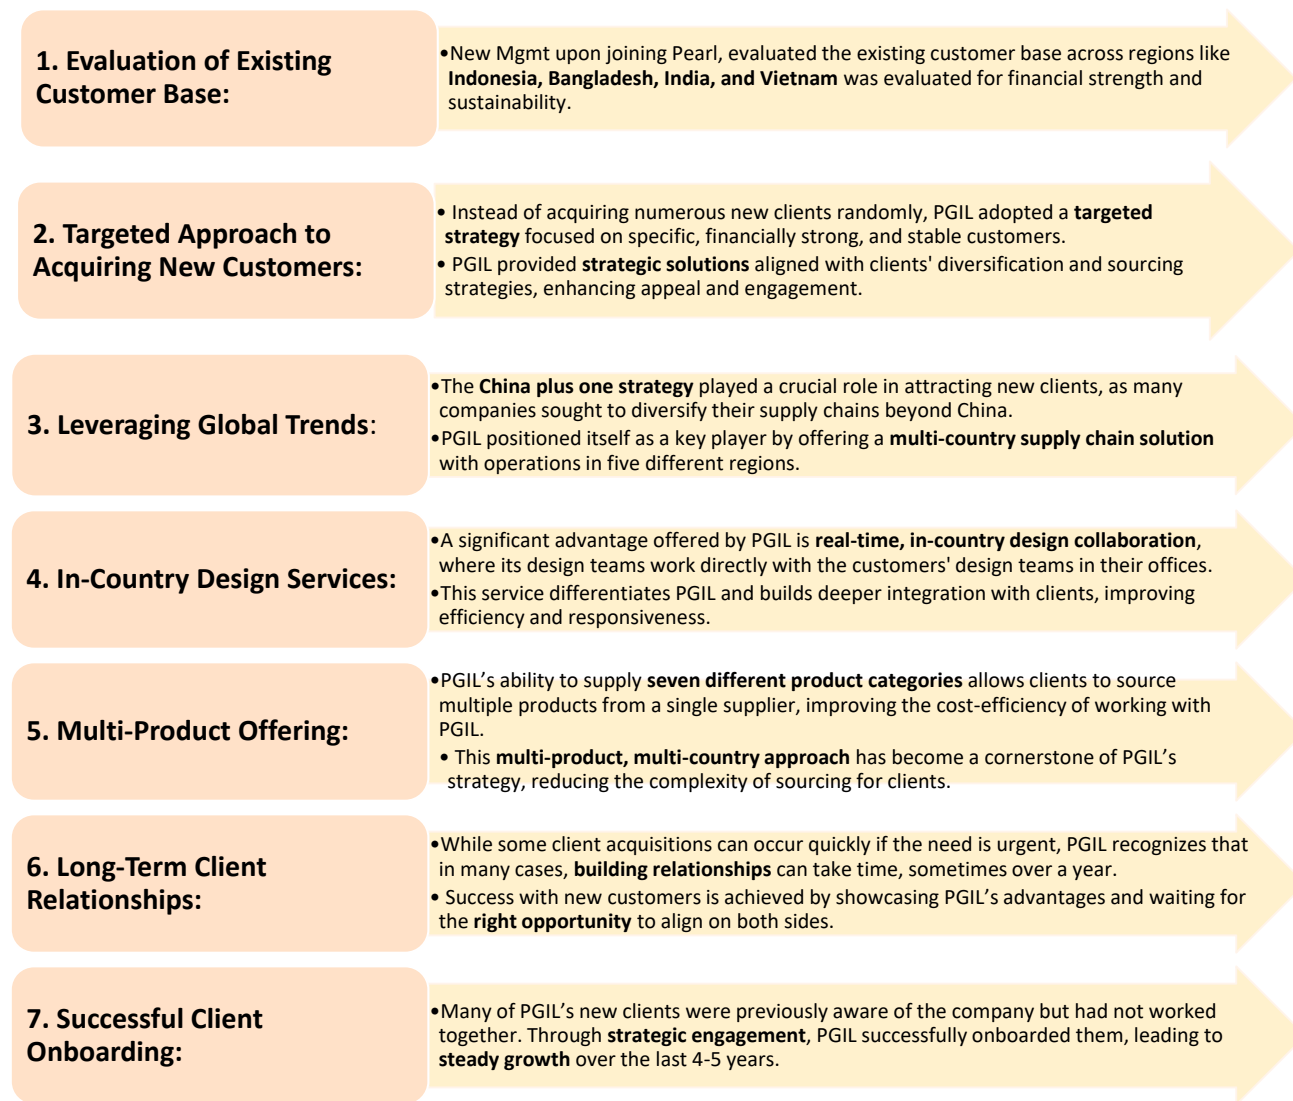 1. Evaluation of Existing
Customer Base:
•New Mgmt upon joining Pearl, evaluated the existing customer base across regions like
Indonesia, Bangladesh, India, and Vietnam was evaluated for financial strength and
sustainability.
2. Targeted Approach to
Acquiring New Customers:
• Instead of acquiring numerous new clients randomly, PGIL adopted a targeted
strategy focused on specific, financially strong, and stable customers.
• PGIL provided strategic solutions aligned with clients' diversification and sourcing
strategies, enhancing appeal and engagement.
3. Leveraging Global Trends:
•The China plus one strategy played a crucial role in attracting new clients, as many
companies sought to diversify their supply chains beyond China.
•PGIL positioned itself as a key player by offering a multi-country supply chain solution
with operations in five different regions.
4. In-Country Design Services:
•A significant advantage offered by PGIL is real-time, in-country design collaboration,
where its design teams work directly with the customers' design teams in their offices.
•This service differentiates PGIL and builds deeper integration with clients, improving
efficiency and responsiveness.
5. Multi-Product Offering:
•PGIL’s ability to supply seven different product categories allows clients to source
multiple products from a single supplier, improving the cost-efficiency of working with
PGIL.
• This multi-product, multi-country approach has become a cornerstone of PGIL’s
strategy, reducing the complexity of sourcing for clients.
6. Long-Term Client
Relationships:
•While some client acquisitions can occur quickly if the need is urgent, PGIL recognizes that
in many cases, building relationships can take time, sometimes over a year.
• Success with new customers is achieved by showcasing PGIL’s advantages and waiting for
the right opportunity to align on both sides.
7. Successful Client
Onboarding:
•Many of PGIL’s new clients were previously aware of the company but had not worked
together. Through strategic engagement, PGIL successfully onboarded them, leading to
steady growth over the last 4-5 years.